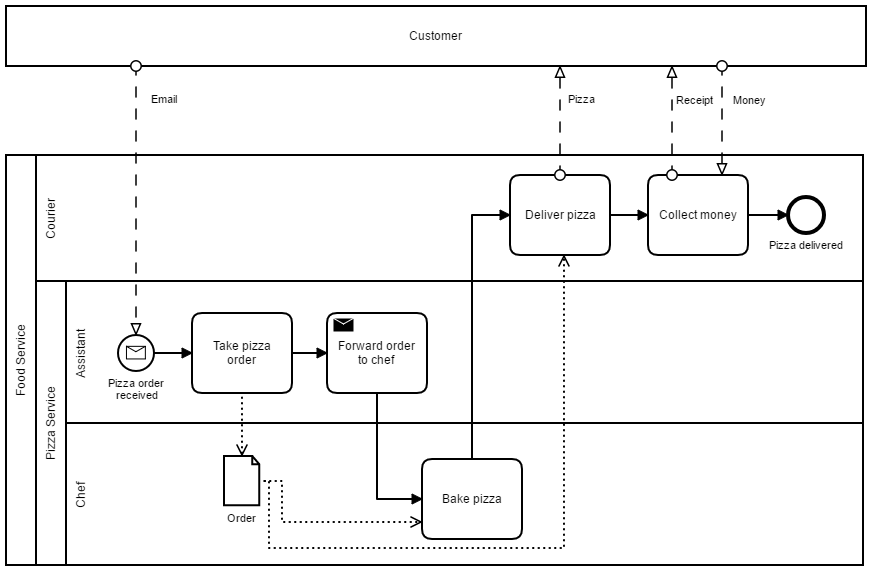 Customer
Email
Pizza
Receipt
Money
Food Service
Courier
Deliver pizza
Collect money
Pizza delivered
Pizza Service
Assistant
Pizza order
received
Take pizza
order
Forward order
to chef
Chef
Order
Bake pizza